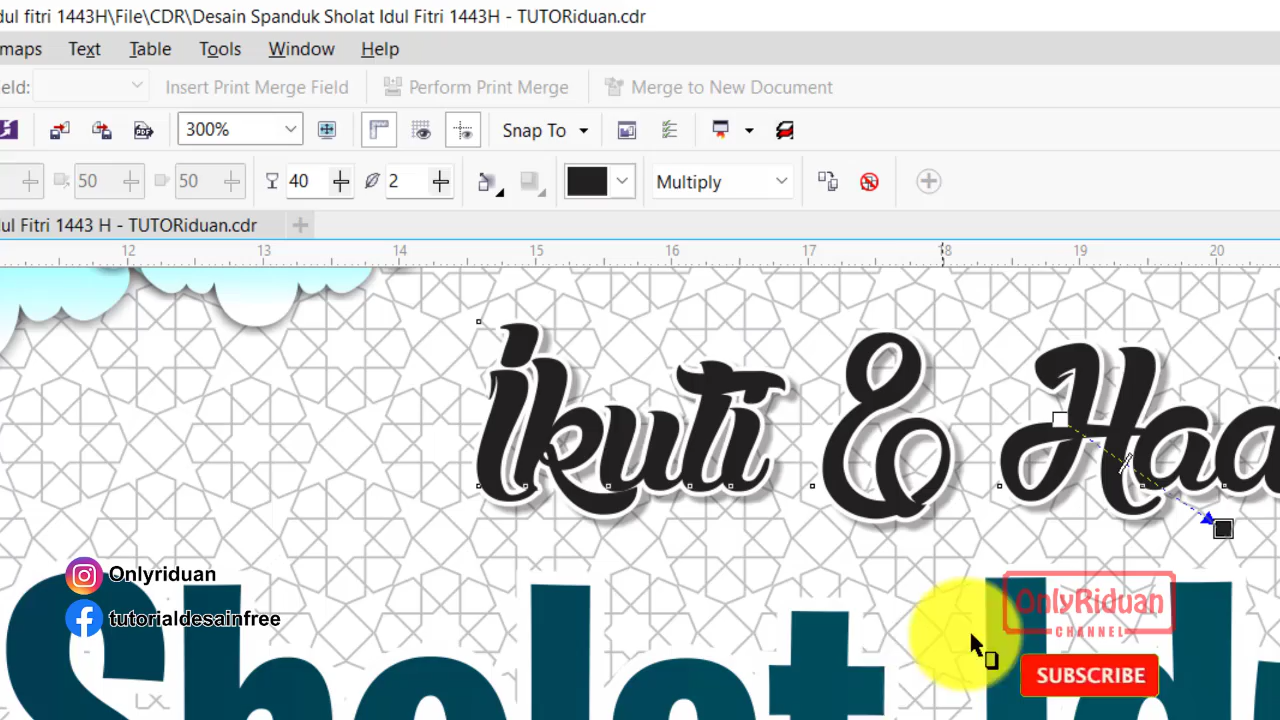 dul fitri 1443H\File\CDR\Desain Spanduk Sholat Idul Fitri 1443H - TUTORiduan.cdr
maps Text Table Tools Window Help
eld: Insert Print Merge Field Perform Print Merge Merge to New Document
PDF 300% Snap To
50 50 40 2 Multiply
dul Fitri 1443 H - TUTORiduan.cdr
12 13 14 15 16 17 18 19 20
Ikuti & Haa
Onlyriduan
tutorialdesainfree
Sholat Idu
OnlyRiduan
CHANNEL
SUBSCRIBE